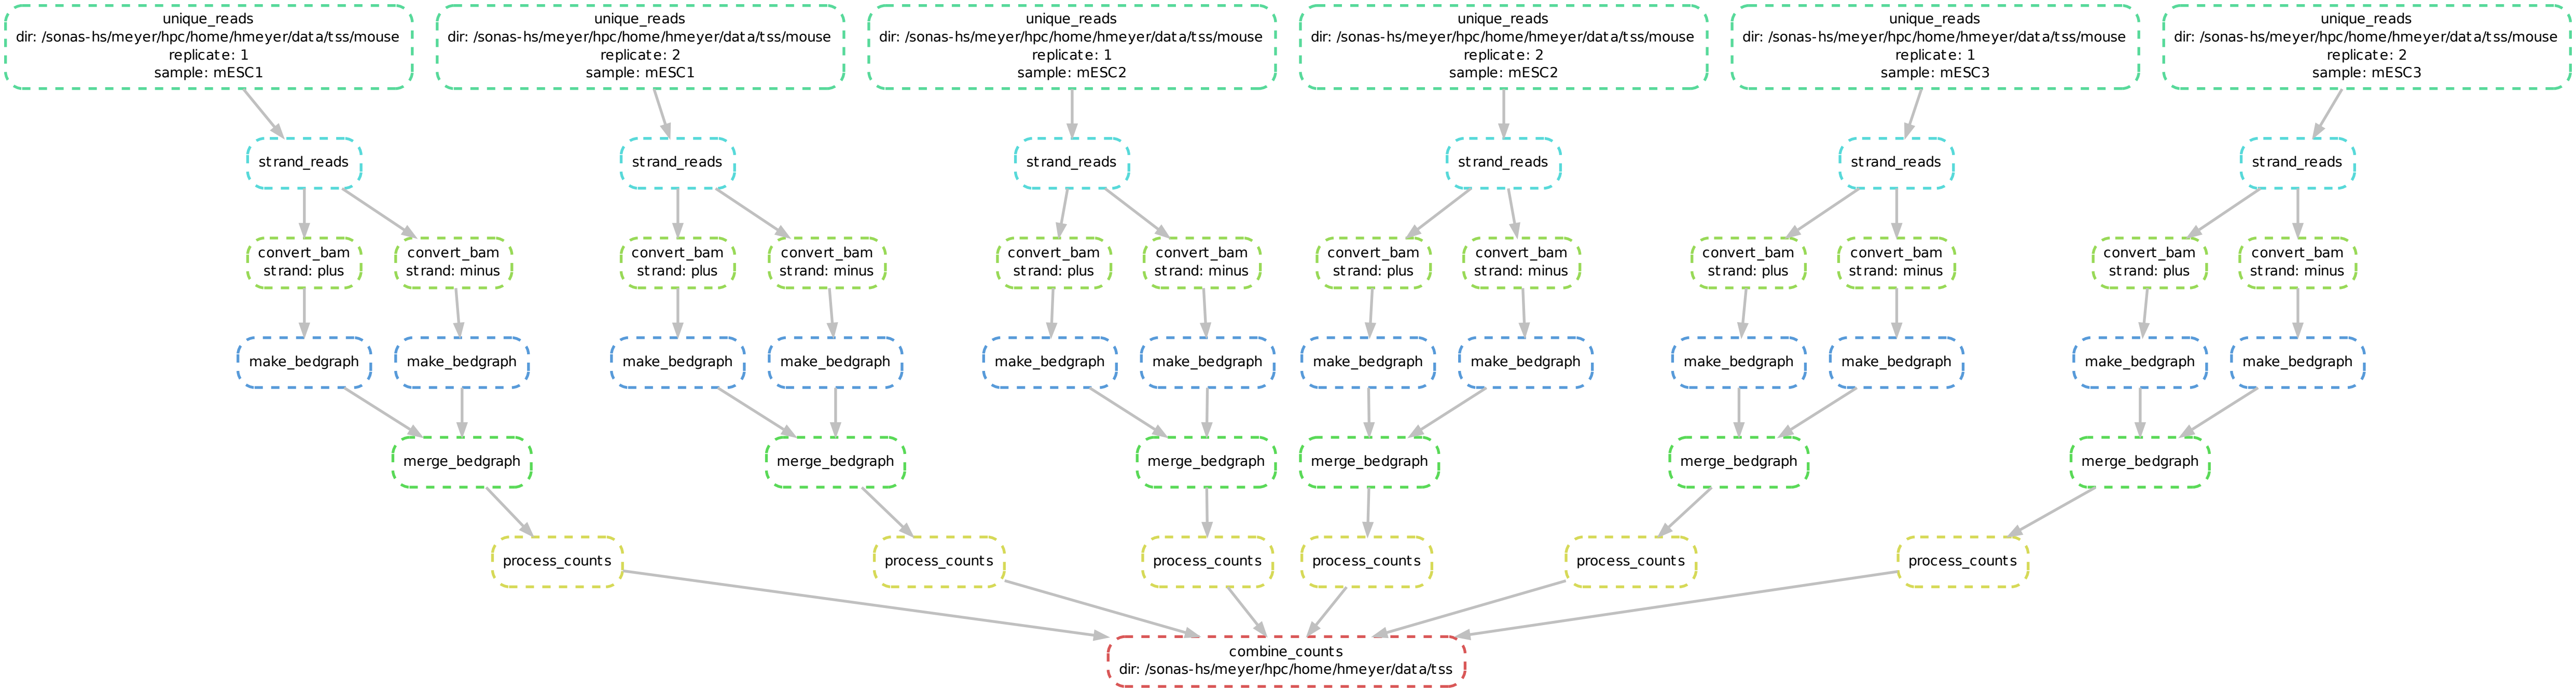 unique_reads
dir: /sonas-hs/meyer/hpc/home/hmeyer/data/tss/mouse
replicate: 1
sample: mESC1
unique_reads
dir: /sonas-hs/meyer/hpc/home/hmeyer/data/tss/mouse
replicate: 2
sample: mESC1
unique_reads
dir: /sonas-hs/meyer/hpc/home/hmeyer/data/tss/mouse
replicate: 1
sample: mESC2
unique_reads
dir: /sonas-hs/meyer/hpc/home/hmeyer/data/tss/mouse
replicate: 2
sample: mESC2
unique_reads
dir: /sonas-hs/meyer/hpc/home/hmeyer/data/tss/mouse
replicate: 1
sample: mESC3
unique_reads
dir: /sonas-hs/meyer/hpc/home/hmeyer/data/tss/mouse
replicate: 2
sample: mESC3
strand_reads
strand_reads
strand_reads
strand_reads
strand_reads
strand_reads
convert_bam
strand: plus
convert_bam
strand: minus
convert_bam
strand: plus
convert_bam
strand: minus
convert_bam
strand: plus
convert_bam
strand: minus
convert_bam
strand: plus
convert_bam
strand: minus
convert_bam
strand: plus
convert_bam
strand: minus
convert_bam
strand: plus
convert_bam
strand: minus
make_bedgraph
make_bedgraph
make_bedgraph
make_bedgraph
make_bedgraph
make_bedgraph
make_bedgraph
make_bedgraph
make_bedgraph
make_bedgraph
make_bedgraph
make_bedgraph
merge_bedgraph
merge_bedgraph
merge_bedgraph
merge_bedgraph
merge_bedgraph
merge_bedgraph
process_counts
process_counts
process_counts
process_counts
process_counts
process_counts
combine_counts
dir: /sonas-hs/meyer/hpc/home/hmeyer/data/tss